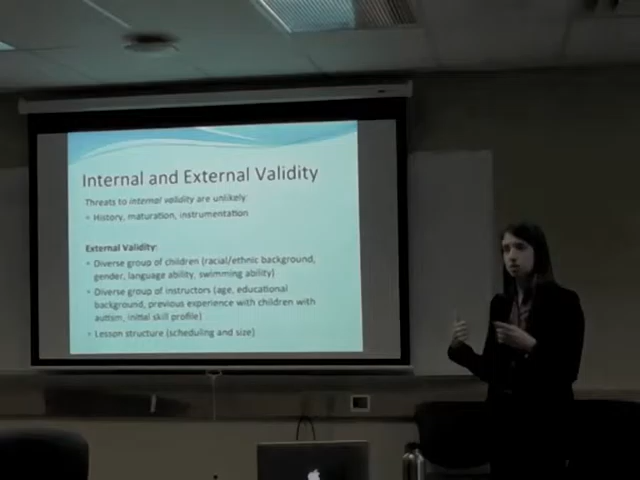 Internal and External Validity
Threats to internal validity are unlikely:
• History, maturation, instrumentation
External Validity:
• Diverse group of children (racial/ethnic background,
gender, language ability, swimming ability)
• Diverse group of instructors (age, educational
background, previous experience with children with
autism, initial skill profile)
• Lesson structure (scheduling and size)